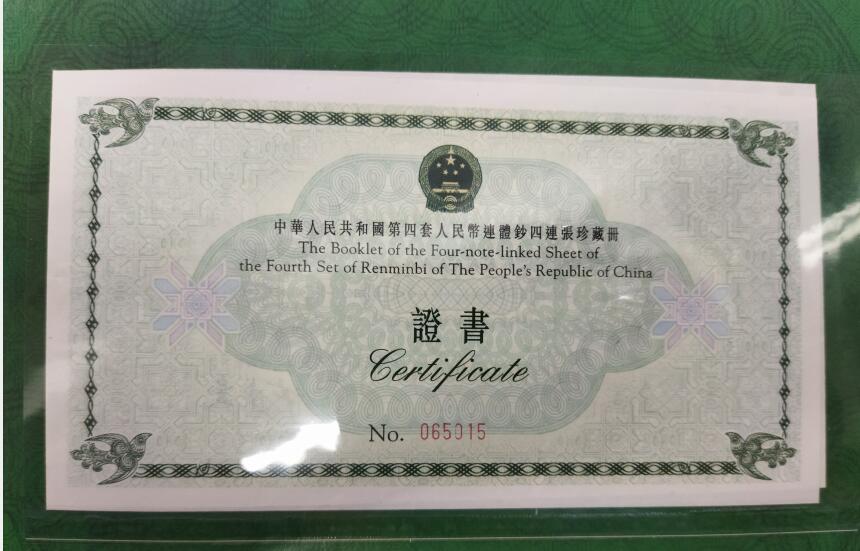 中華人民共和國第四套人民幣連體鈔四連張珍藏冊
The Booklet of the Four-note-linked Sheet of
the Fourth Set of Renminbi of The People's Republic of China
證書
Certificate
No. 065915